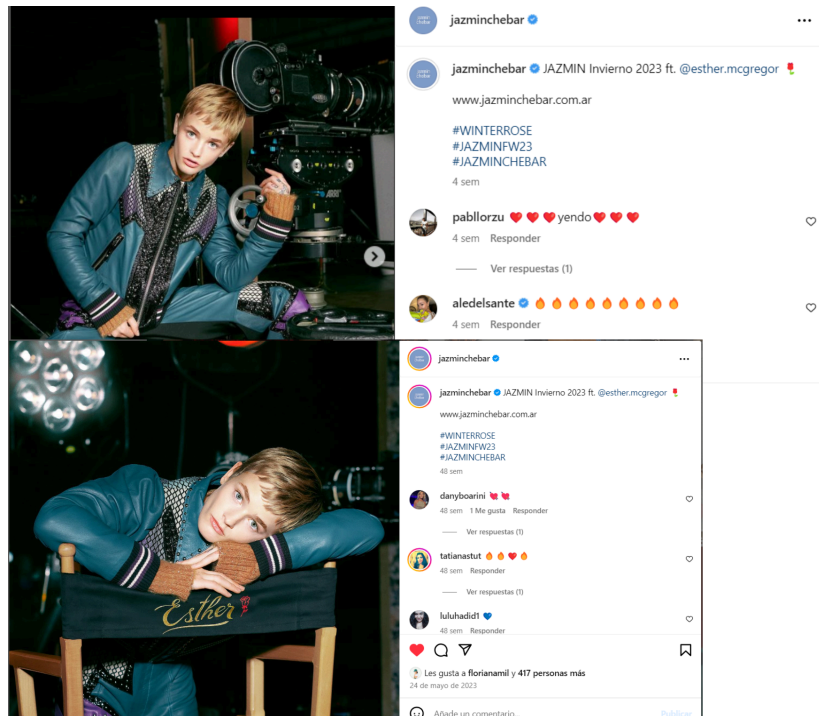 jazminchebar
jazminchebar JAZMIN Invierno 2023 ft. @esther.mcgregor 🌹
www.jazminchebar.com.ar
#WINTERROSE
#JAZMINFW23
#JAZMINCHEBAR
4 sem
pabllorzu ❤️❤️❤️yendo❤️❤️❤️
4 sem Responder
Ver respuestas (1)
aledelsante 🔥🔥🔥🔥🔥🔥🔥🔥🔥
4 sem Responder
Esther
jazminchebar
jazminchebar JAZMIN Invierno 2023 ft. @esther.mcgregor 🌹
www.jazminchebar.com.ar
#WINTERROSE
#JAZMINFW23
#JAZMINCHEBAR
48 sem
danyboarini 💘💘
48 sem 1 Me gusta Responder
Ver respuestas (1)
tatianastut 🔥🔥❤️🔥
48 sem Responder
Ver respuestas (1)
luluhadid1 💙
48 sem Responder
Les gusta a florianamil y 417 personas más
24 de mayo de 2023
Añade un comentario...
Publicar